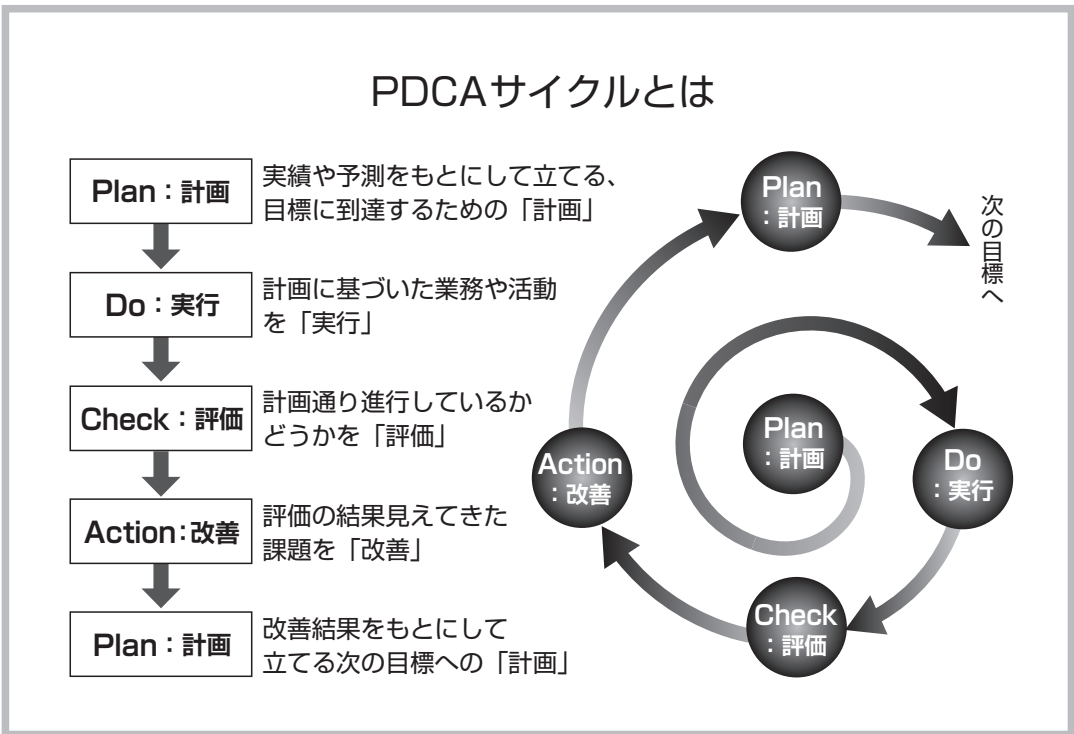 PDCAサイクルとは
Plan：計画
実績や予測をもとにして立てる、
目標に到達するための「計画」
Do：実行
計画に基づいた業務や活動
を「実行」
Check：評価
計画通り進行しているか
どうかを「評価」
Action：改善
評価の結果見えてきた
課題を「改善」
Plan：計画
改善結果をもとにして
立てる次の目標への「計画」
Plan
：計画
次の目標へ
Plan
：計画
Do
：実行
Check
：評価
Action
：改善